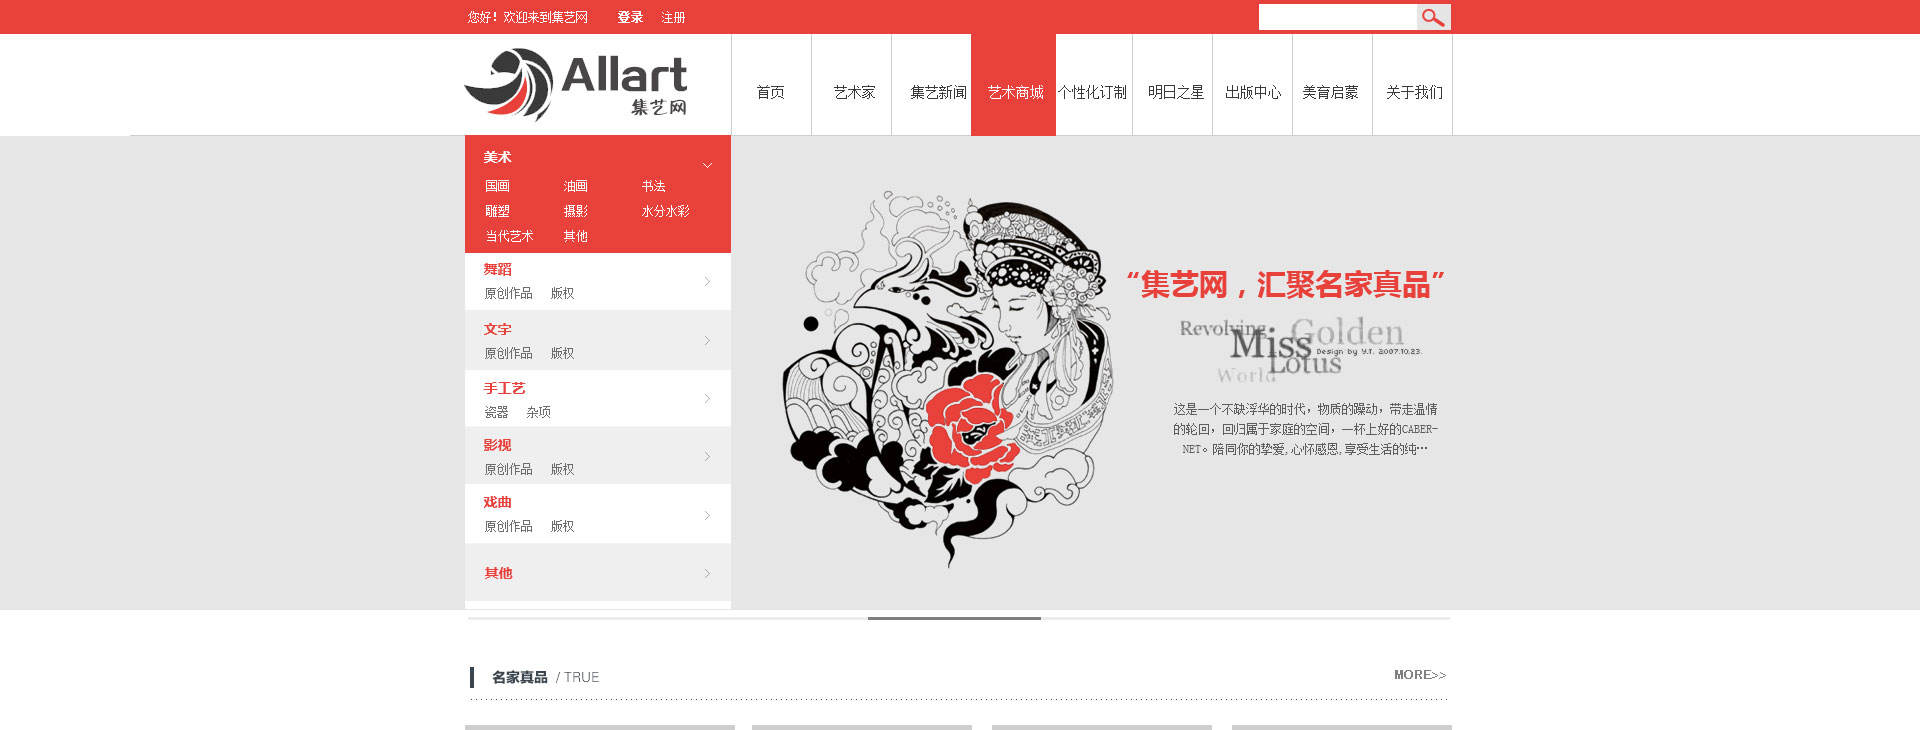 您好！欢迎来到集艺网 登录 注册
Allart
集艺网
首页 艺术家 集艺新闻 艺术商城 个性化订制 明日之星 出版中心 美育启蒙 关于我们
美术
国画 油画 书法
雕塑 摄影 水分水彩
当代艺术 其他
舞蹈
原创作品 版权
文字
原创作品 版权
手工艺
瓷器 杂项
影视
原创作品 版权
戏曲
原创作品 版权
其他
“集艺网，汇聚名家真品”
Revolving Golden
Miss
Design by Y.T. 2007.10.23.
Lotus
World
这是一个不缺浮华的时代，物质的躁动，带走温情
的轮回，回归属于家庭的空间，一杯上好的CABER-
NET。陪同你的挚爱,心怀感恩,享受生活的纯…
名家真品 / TRUE
MORE>>